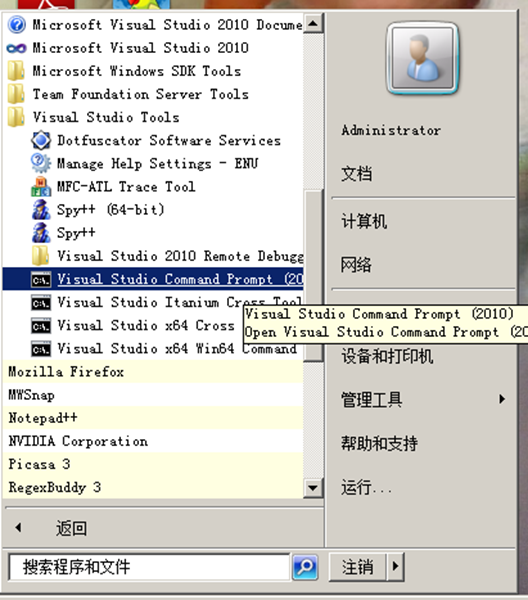 Microsoft Visual Studio 2010 Docume
Microsoft Visual Studio 2010
Microsoft Windows SDK Tools
Team Foundation Server Tools
Visual Studio Tools
Dotfuscator Software Services
Manage Help Settings - ENU
MFC-ATL Trace Tool
Spy++ (64-bit)
Spy++
Visual Studio 2010 Remote Debugg
Visual Studio Command Prompt (20
Visual Studio Itanium Cross Tool
Visual Studio x64 Cross
Visual Studio x64 Win64 Command
Mozilla Firefox
MWSnap
Notepad++
NVIDIA Corporation
Picasa 3
RegexBuddy 3
返回
搜索程序和文件
Administrator
文档
计算机
网络
Visual Studio Command Prompt (2010)
Open Visual Studio Command Prompt (20
设备和打印机
管理工具
帮助和支持
运行...
注销